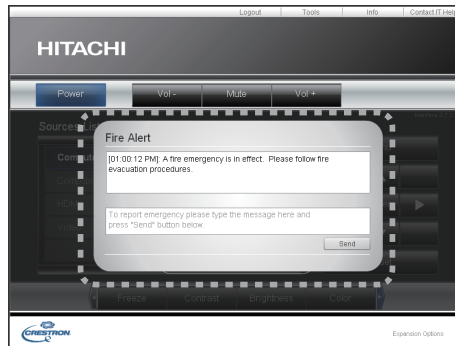 Logout Tools Info Contact IT Help
HITACHI
Power Vol - Mute Vol +
Sources List
Fire Alert
[01:00:12 PM]: A fire emergency is in effect. Please follow fire
evacuation procedures.
To report emergency please type the message here and
press "Send" button below.
Send
Freeze Contrast Brightness Color
CRESTRON
Expansion Options